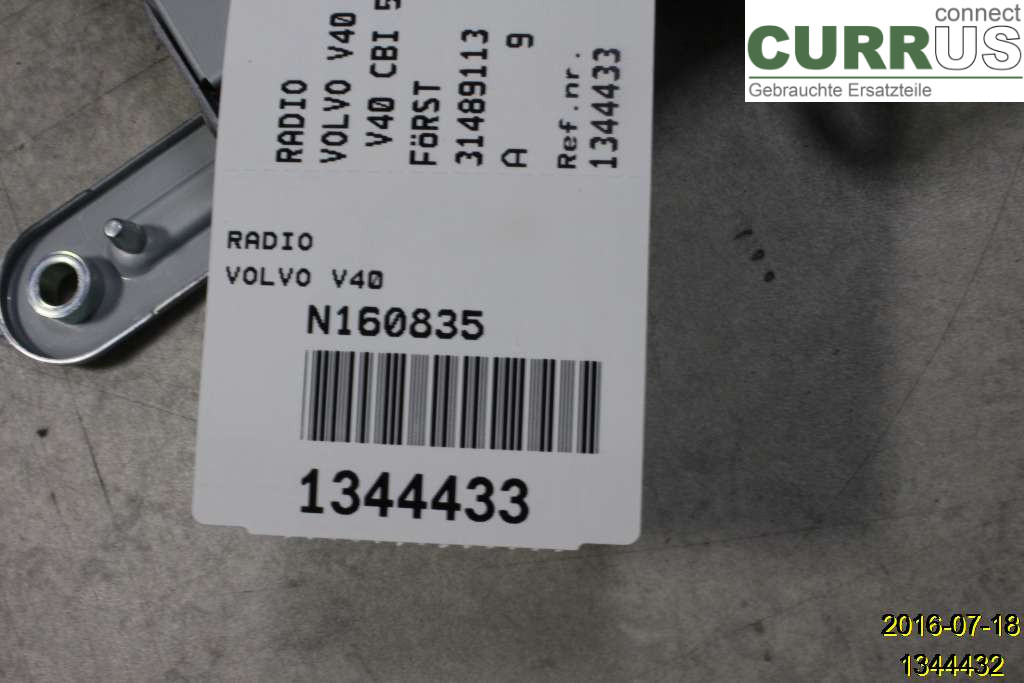 connect
CURRUS
Gebrauchte Ersatzteile
RADIO
VOLVO V40
V40 CBI 5
FÖRST
31489113
A 9
Ref.nr.
1344433
RADIO
VOLVO V40
N160835
1344433
2016-07-18
1344432